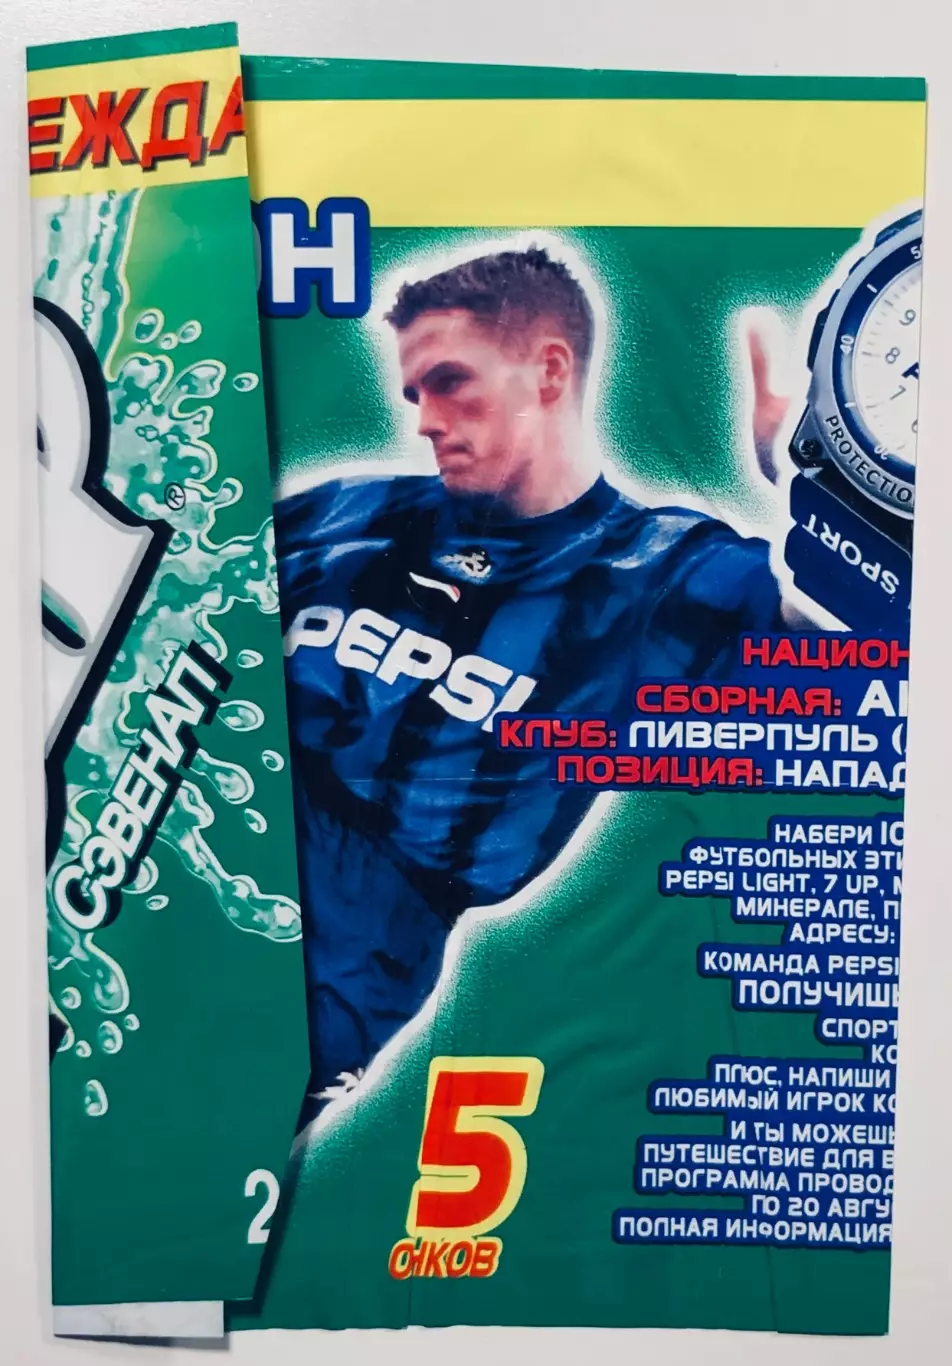 ЕЖДА
ОН
PEPSI
®
СЭВЕНАП
SPORT
PROTECTION
НАЦИОН
СБОРНАЯ:
КЛУБ: ЛИВЕРПУЛЬ (
ПОЗИЦИЯ: НАПАД
НАБЕРИ 10
ФУТБОЛЬНЫХ ЭТИ
PEPSI LIGHT, 7 UP, M
МИНЕРАЛЕ, П
АДРЕСУ:
КОМАНДА PEPSI
ПОЛУЧИШЬ
СПОРТ
КО
ПЛЮС, НАПИШИ
ЛЮБИМЫЙ ИГРОК КО
И ТЫ МОЖЕШЬ
ПУТЕШЕСТВИЕ ДЛЯ В
ПРОГРАММА ПРОВОД
ПО 20 АВГУ
ПОЛНАЯ ИНФОРМАЦИЯ
5
ОЧКОВ
2